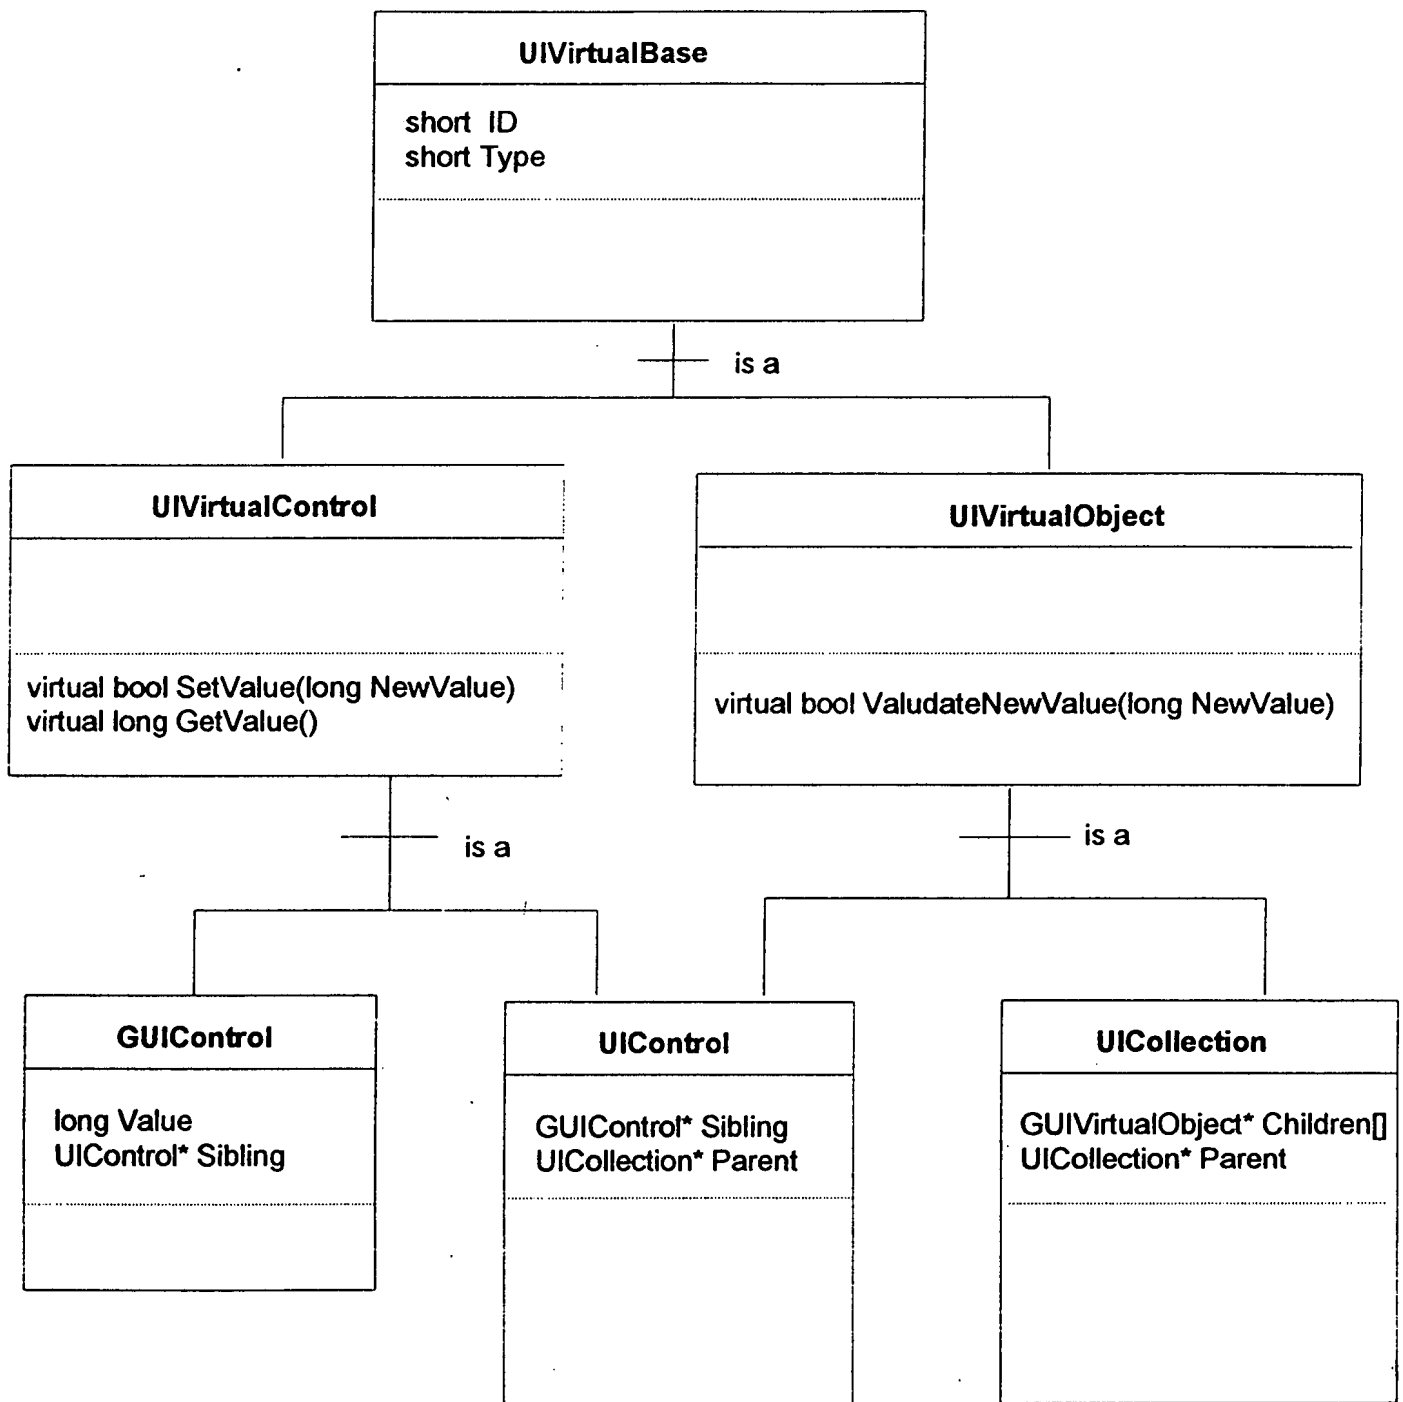 UIVirtualBase
short ID
short Type
is a
UIVirtualControl
virtual bool SetValue(long NewValue)
virtual long GetValue()
UIVirtualObject
virtual bool ValudateNewValue(long NewValue)
is a
is a
GUIControl
long Value
UIControl* Sibling
UIControl
GUIControl* Sibling
UICollection* Parent
UICollection
GUIVirtualObject* Children[]
UICollection* Parent